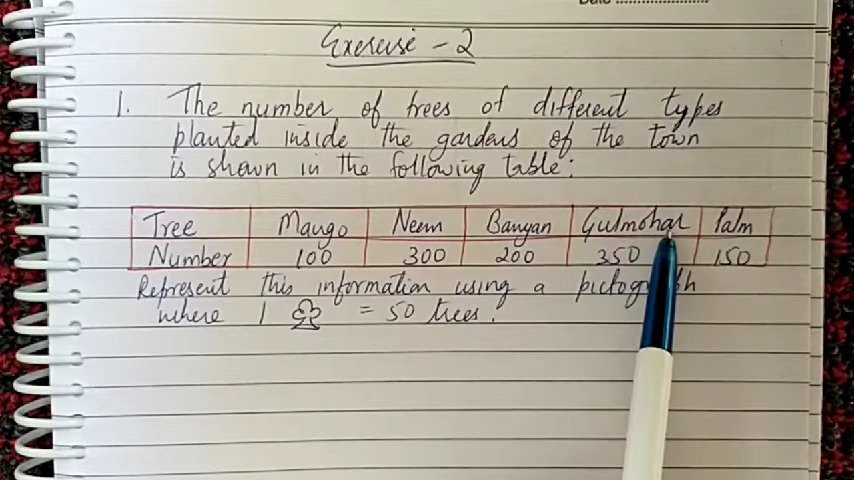 Date
Exercise - 2
1. The number of trees of different types
planted inside the gardens of the town
is shown in the following table:
Tree Mango Neem Banyan Gulmohar Palm
Number 100 300 200 350 150
Represent this information using a pictograph
where 1 = 50 trees.